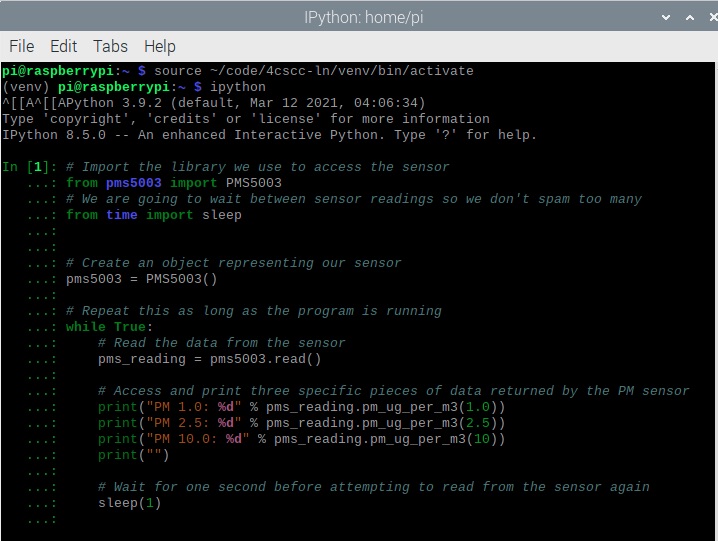 IPython: home/pi
File Edit Tabs Help
pi@raspberrypi:~ $ source ~/code/4cscc-ln/venv/bin/activate
(venv) pi@raspberrypi:~ $ ipython
^[[A^[[APython 3.9.2 (default, Mar 12 2021, 04:06:34)
Type 'copyright', 'credits' or 'license' for more information
IPython 8.5.0 -- An enhanced Interactive Python. Type '?' for help.
In [1]: # Import the library we use to access the sensor
   ...: from pms5003 import PMS5003
   ...: # We are going to wait between sensor readings so we don't spam too many
   ...: from time import sleep
   ...:
   ...:
   ...: # Create an object representing our sensor
   ...: pms5003 = PMS5003()
   ...:
   ...: # Repeat this as long as the program is running
   ...: while True:
   ...:     # Read the data from the sensor
   ...:     pms_reading = pms5003.read()
   ...:
   ...:     # Access and print three specific pieces of data returned by the PM sensor
   ...:     print("PM 1.0: %d" % pms_reading.pm_ug_per_m3(1.0))
   ...:     print("PM 2.5: %d" % pms_reading.pm_ug_per_m3(2.5))
   ...:     print("PM 10.0: %d" % pms_reading.pm_ug_per_m3(10))
   ...:     print("")
   ...:
   ...:     # Wait for one second before attempting to read from the sensor again
   ...:     sleep(1)
   ...: